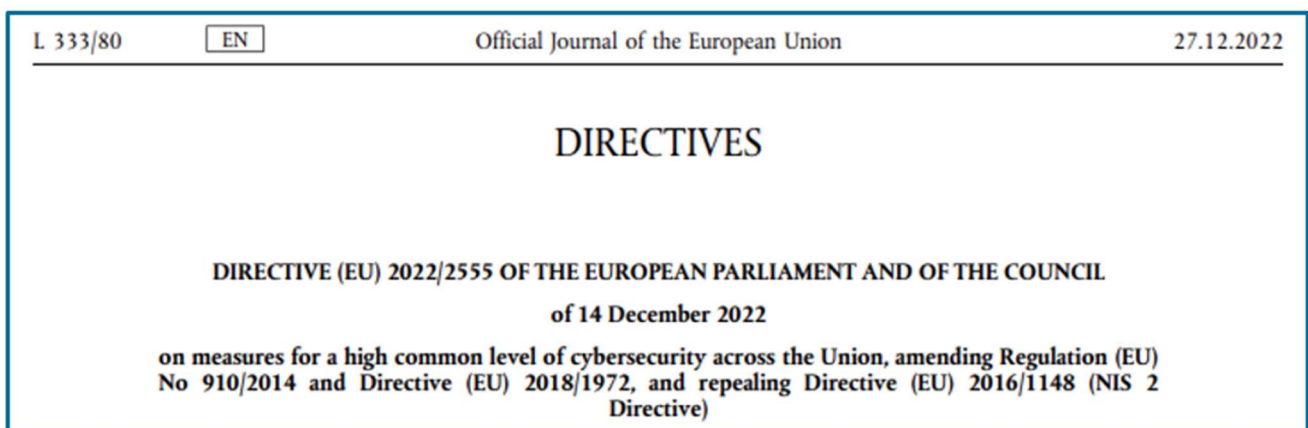 L 333/80 EN Official Journal of the European Union 27.12.2022
DIRECTIVES
DIRECTIVE (EU) 2022/2555 OF THE EUROPEAN PARLIAMENT AND OF THE COUNCIL
of 14 December 2022
on measures for a high common level of cybersecurity across the Union, amending Regulation (EU)
No 910/2014 and Directive (EU) 2018/1972, and repealing Directive (EU) 2016/1148 (NIS 2
Directive)